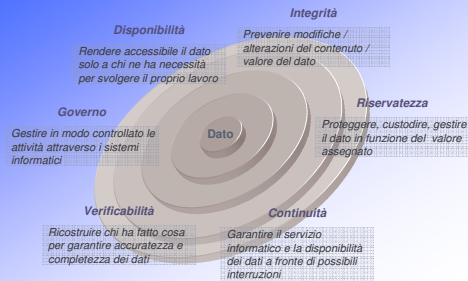 Integrità
Prevenire modifiche /
alterazioni del contenuto /
valore del dato
Disponibilità
Rendere accessibile il dato
solo a chi ne ha necessità
per svolgere il proprio lavoro
Riservatezza
Proteggere, custodire, gestire
il dato in funzione del valore
assegnato
Governo
Gestire in modo controllato le
attività attraverso i sistemi
informatici
Dato
Verificabilità
Ricostruire chi ha fatto cosa
per garantire accuratezza e
completezza dei dati
Continuità
Garantire il servizio
informatico e la disponibilità
dei dati a fronte di possibili
interruzioni